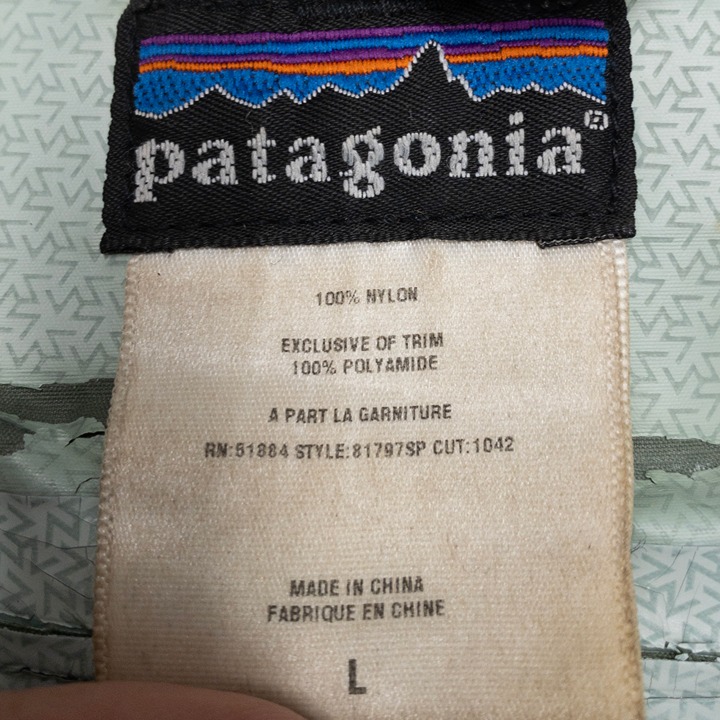 patagonia®
100% NYLON
EXCLUSIVE OF TRIM
100% POLYAMIDE
A PART LA GARNITURE
RN:51884 STYLE:81797SP CUT:1042
MADE IN CHINA
FABRIQUE EN CHINE
L